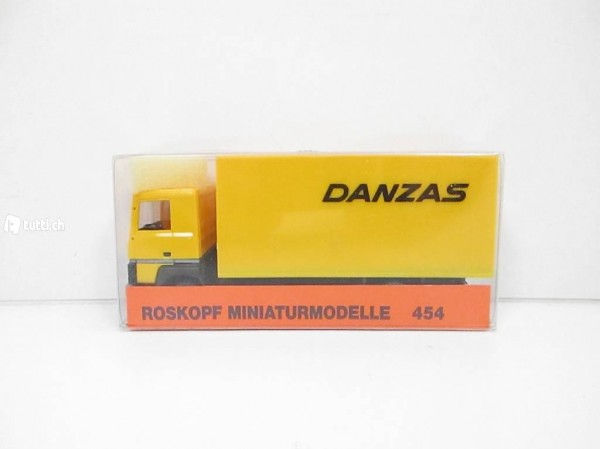 DANZAS
tutti.ch
ROSKOPF MINIATURMODELLE 454